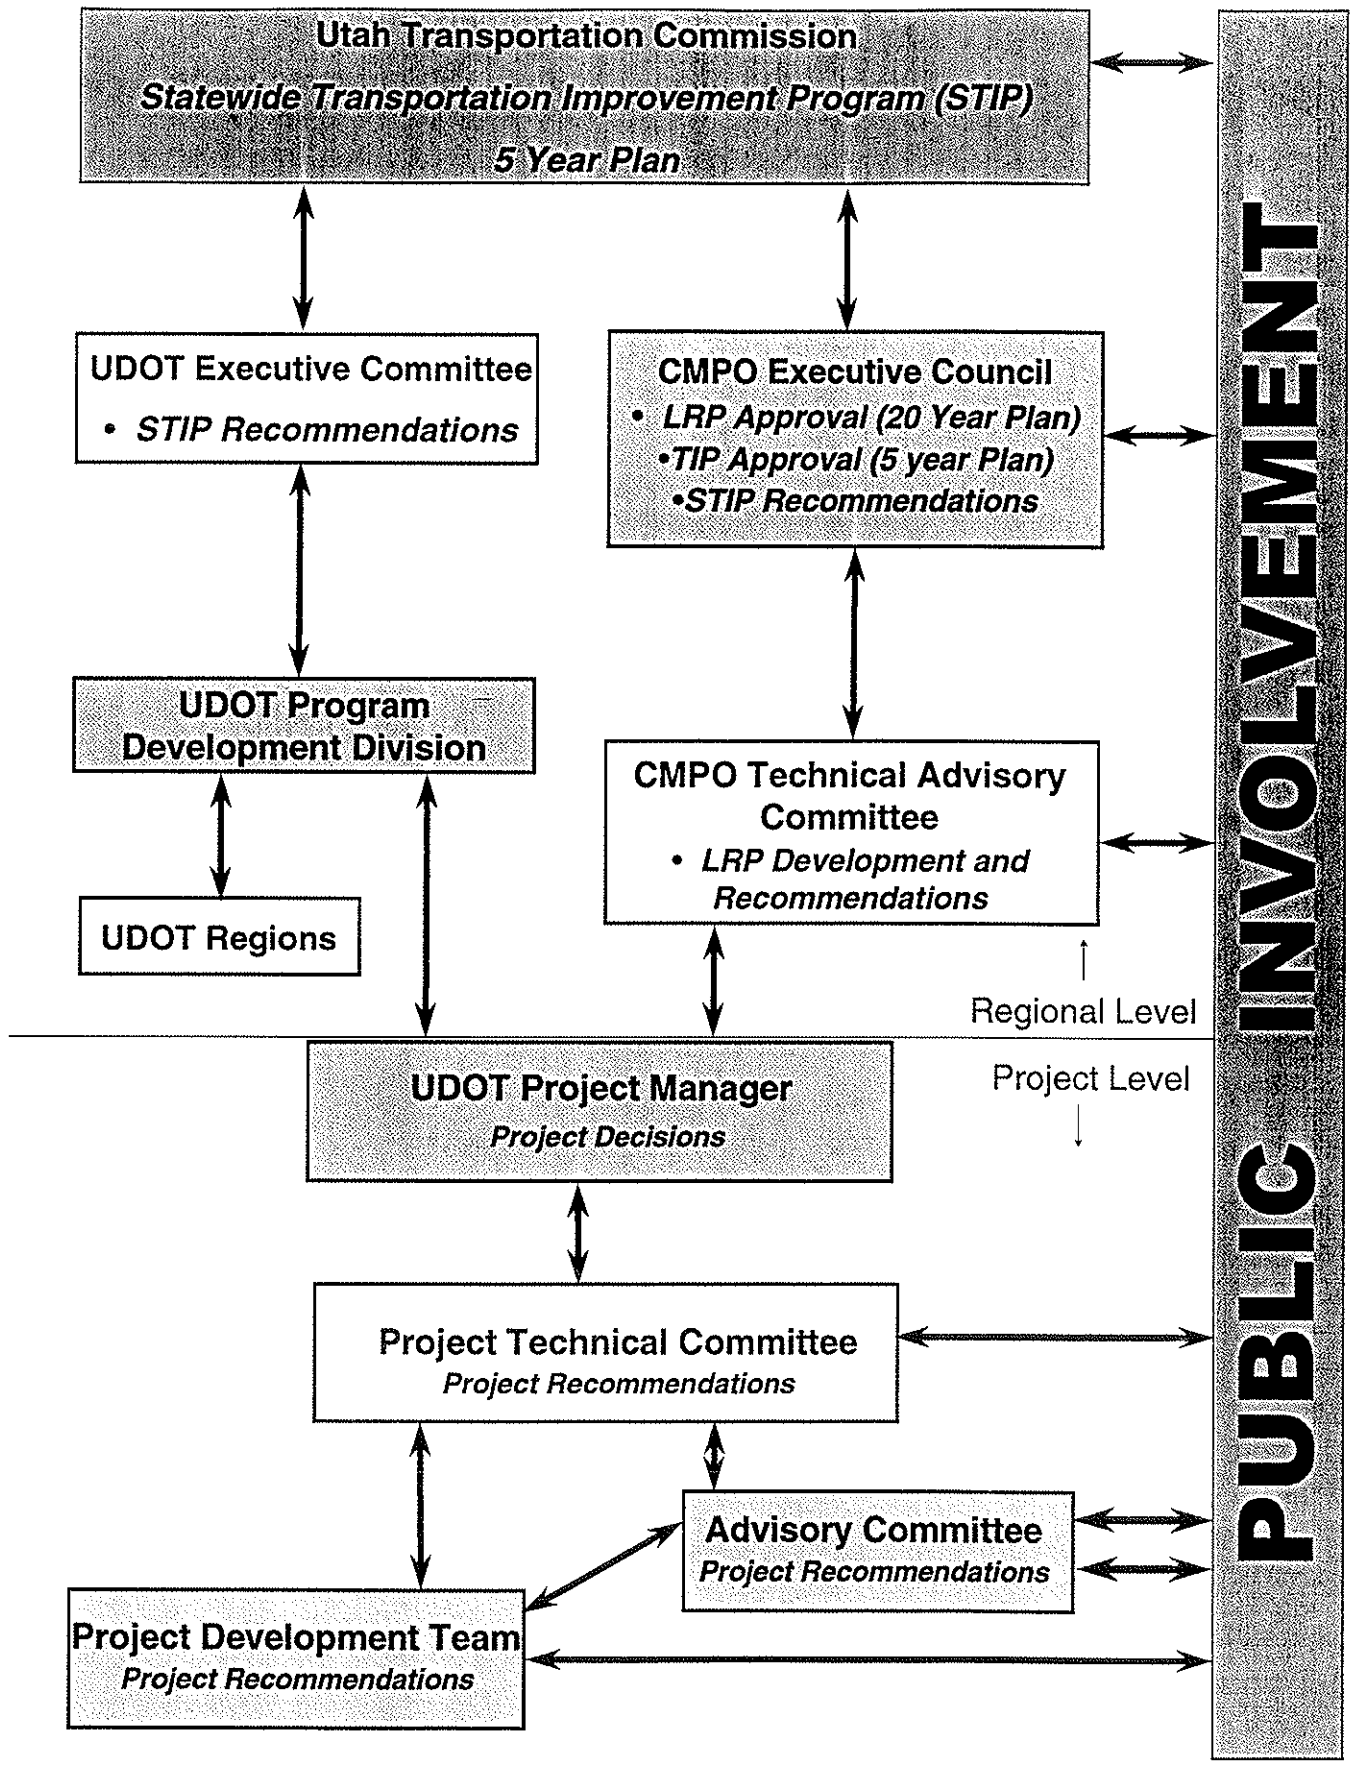 Utah Transportation Commission
Statewide Transportation Improvement Program (STIP)
5 Year Plan
UDOT Executive Committee
• STIP Recommendations
CMPO Executive Council
• LRP Approval (20 Year Plan)
•TIP Approval (5 year Plan)
•STIP Recommendations
UDOT Program
Development Division
CMPO Technical Advisory
Committee
• LRP Development and
Recommendations
UDOT Regions
Regional Level
Project Level
UDOT Project Manager
Project Decisions
Project Technical Committee
Project Recommendations
Advisory Committee
Project Recommendations
Project Development Team
Project Recommendations
PUBLIC INVOLVEMENT